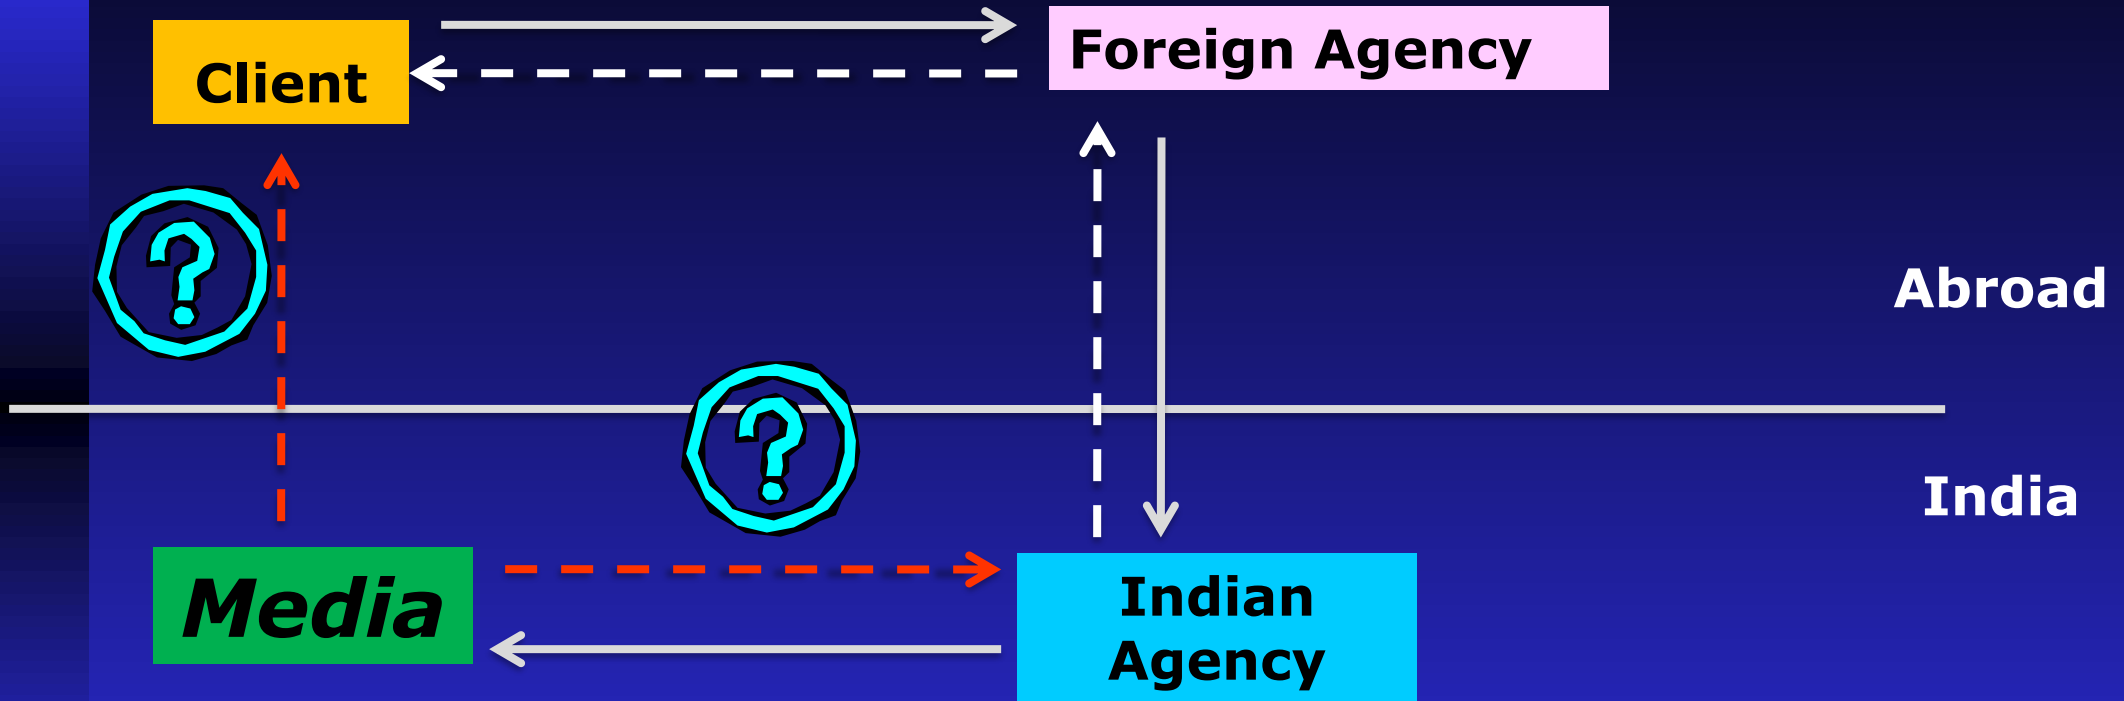 Client
Foreign Agency
?
Abroad
?
India
Media
Indian
Agency